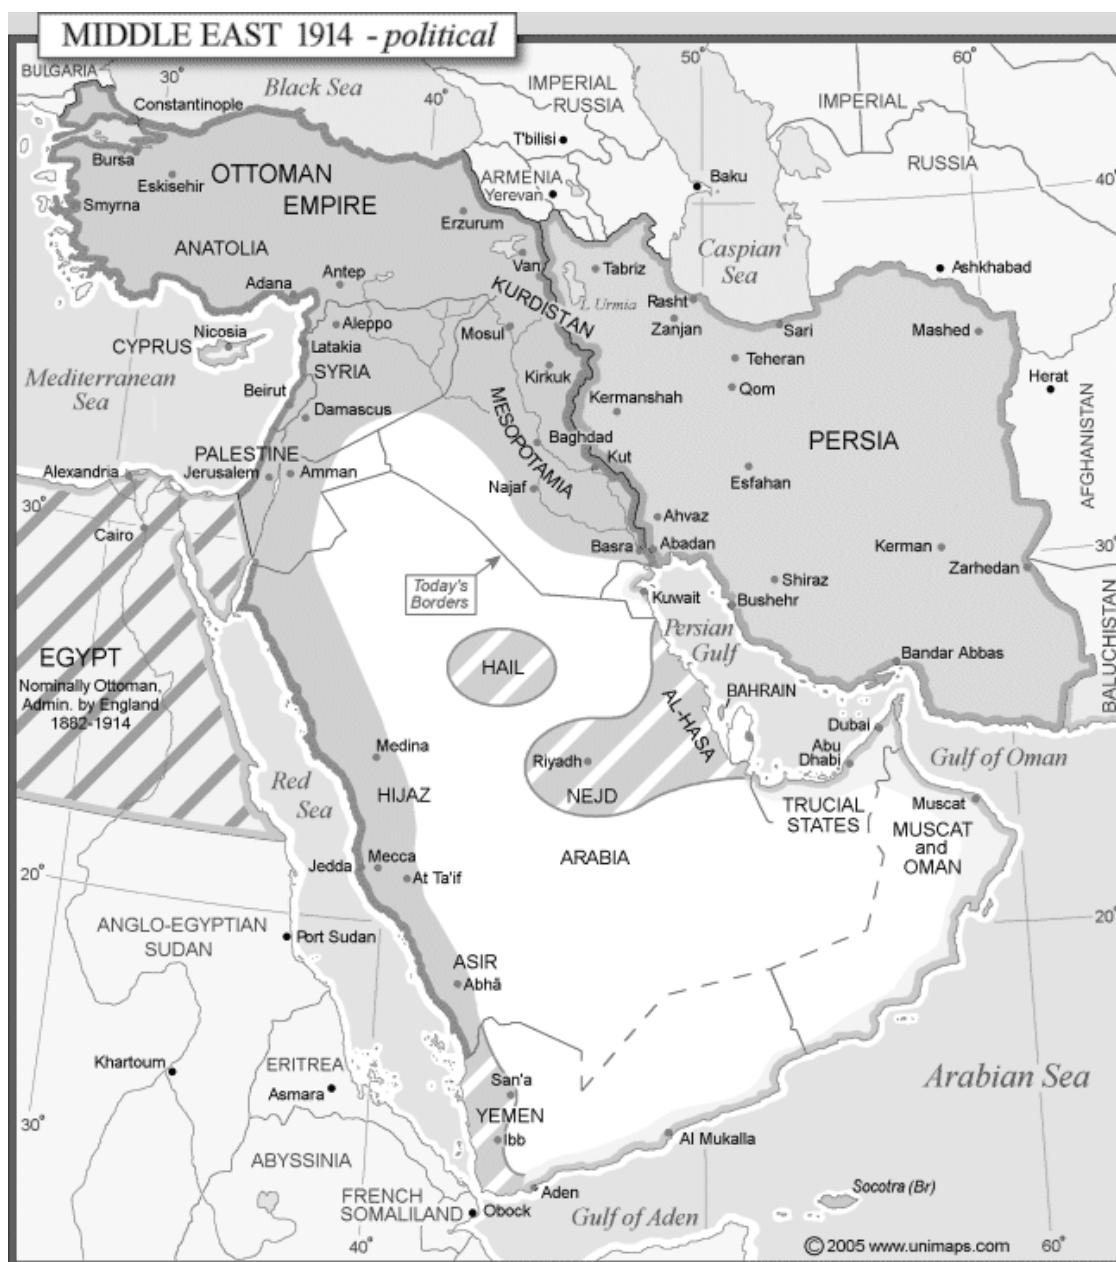 MIDDLE EAST 1914 - political
BULGARIA
30°
Black Sea
40°
50°
60°
Constantinople
IMPERIAL
RUSSIA
IMPERIAL
RUSSIA
T'bilisi
Bursa
Eskisehir
OTTOMAN
EMPIRE
ARMENIA
Yerevan
Baku
40°
Smyrna
ANATOLIA
Erzurum
Caspian
Sea
Ashkhabad
Adana
Antep
Van
Tabriz
L Urmia
KURDISTAN
Rasht
Zanjan
Sari
Mashed
Nicosia
CYPRUS
Aleppo
Latakia
SYRIA
Mosul
Teheran
Qom
Herat
Mediterranean
Sea
Beirut
Damascus
Kirkuk
MESOPOTAMIA
Kermanshah
PERSIA
AFGHANISTAN
PALESTINE
Jerusalem
Amman
Baghdad
Kut
Esfahan
Alexandria
30°
Cairo
Najaf
Ahvaz
Basra
Abadan
Kerman
30°
Zarhedan
Today's
Borders
Kuwait
Shiraz
Bushehr
Persian
Gulf
BALUCHISTAN
EGYPT
Nominally Ottoman,
Admin. by England
1882-1914
HAIL
Bandar Abbas
AL-HASA
BAHRAIN
Dubai
Abu
Dhabi
Gulf of Oman
Medina
HIJAZ
Riyadh
NEJD
Red
Sea
TRUCIAL
STATES
Muscat
MUSCAT
and
OMAN
ARABIA
20°
Jedda
Mecca
At Ta'if
20°
ANGLO-EGYPTIAN
SUDAN
Port Sudan
ASIR
Abhā
Khartoum
ERITREA
Asmara
San'a
YEMEN
Ibb
Arabian Sea
30°
ABYSSINIA
Al Mukalla
FRENCH
SOMALILAND
Obock
Aden
Gulf of Aden
Socotra (Br)
40°
© 2005 www.unimaps.com
60°